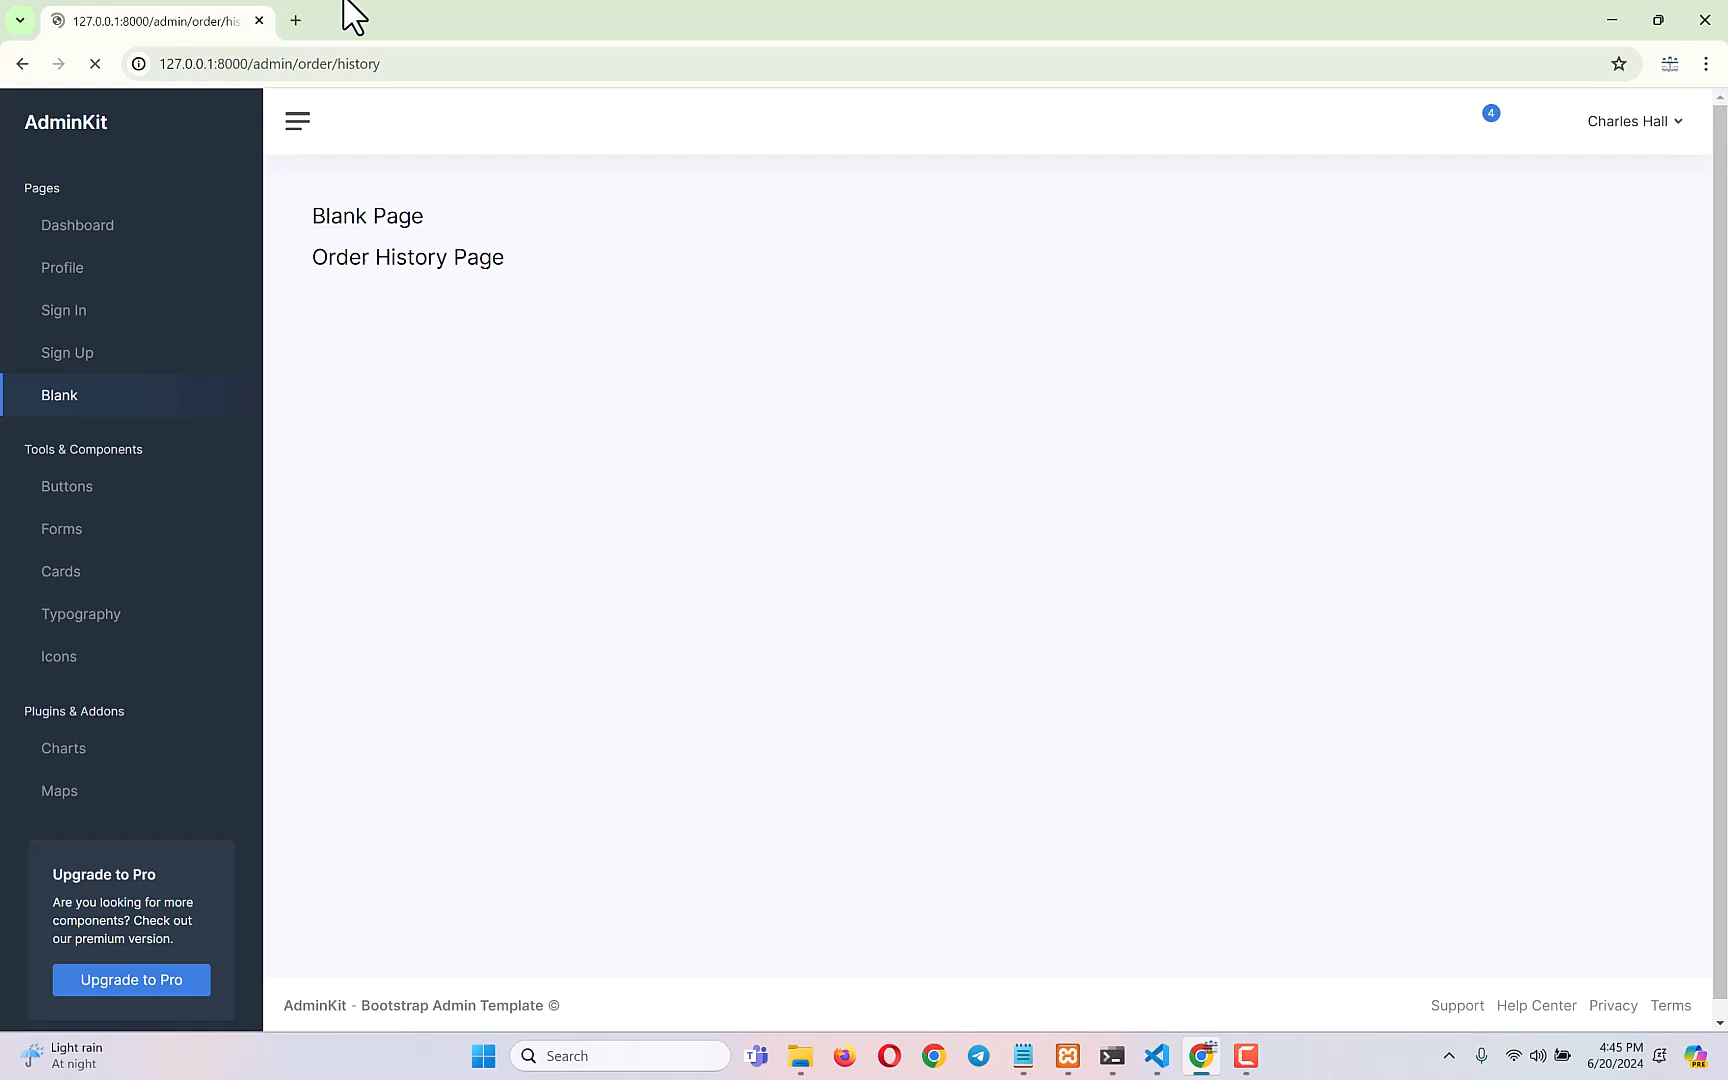 127.0.0.1:8000/admin/order/his
127.0.0.1:8000/admin/order/history
AdminKit
4
Charles Hall
Pages
Dashboard
Profile
Sign In
Sign Up
Blank
Tools & Components
Buttons
Forms
Cards
Typography
Icons
Plugins & Addons
Charts
Maps
Upgrade to Pro
Are you looking for more
components? Check out
our premium version.
Upgrade to Pro
Blank Page
Order History Page
AdminKit - Bootstrap Admin Template ©
Support Help Center Privacy Terms
Light rain
At night
Search
4:45 PM
6/20/2024
PRE